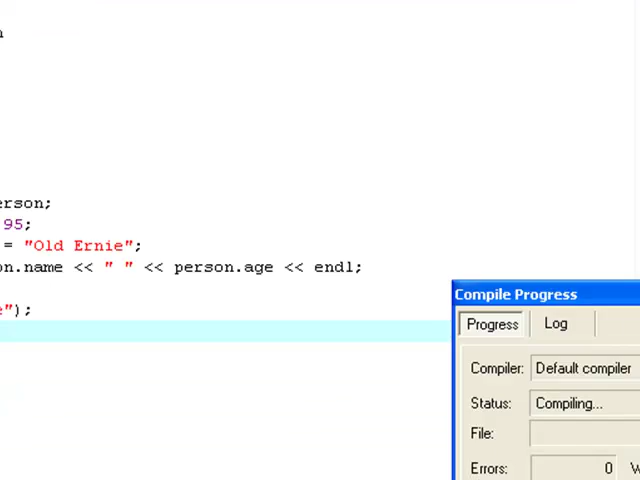 n
erson;
95;
= "Old Ernie";
on.name << " " << person.age << endl;
e");
Compile Progress
Progress Log
Compiler: Default compiler
Status: Compiling...
File:
Errors: 0 W